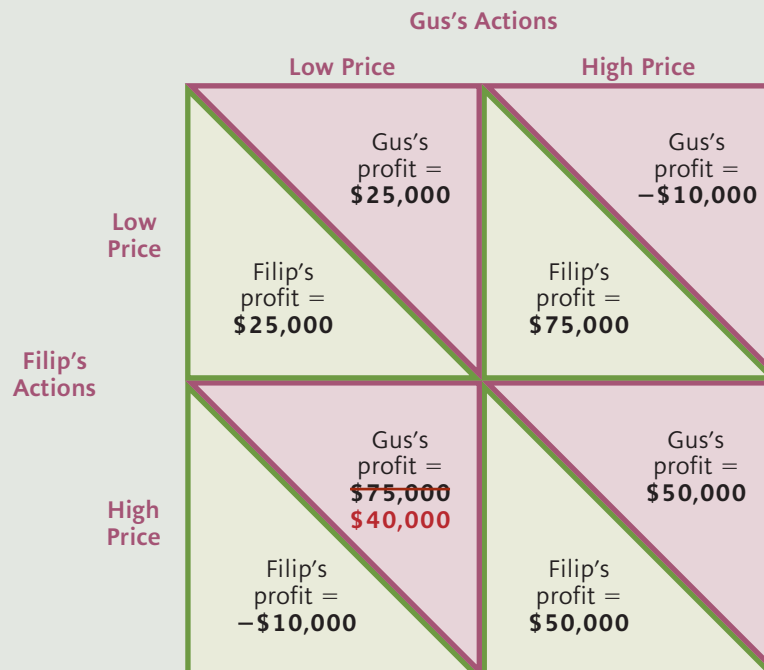 Gus's Actions
Low Price
High Price
Gus's
profit =
$25,000
Gus's
profit =
−$10,000
Low
Price
Filip's
profit =
$25,000
Filip's
profit =
$75,000
Filip's
Actions
Gus's
profit =
$75,000
$40,000
Gus's
profit =
$50,000
High
Price
Filip's
profit =
−$10,000
Filip's
profit =
$50,000